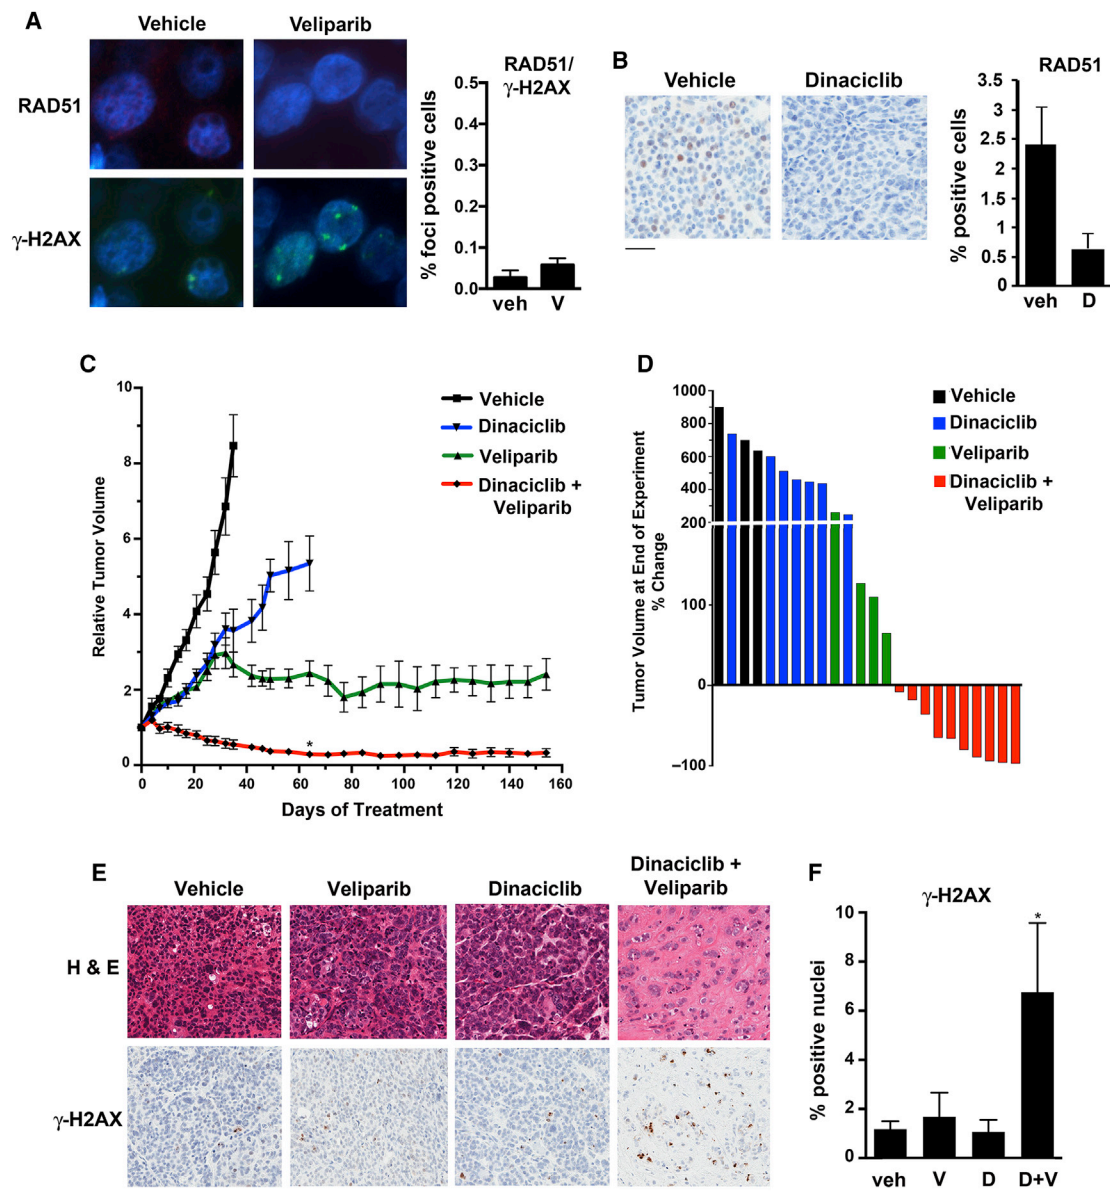 A
Vehicle
Veliparib
RAD51
γ-H2AX
RAD51/
γ-H2AX
% foci positive cells
0.5
0.4
0.3
0.2
0.1
0.0
veh V
B
Vehicle
Dinaciclib
RAD51
% positive cells
3.5
3
2.5
2
1.5
1
0.5
0
veh D
C
Relative Tumor Volume
10
8
6
4
2
0
*
0 20 40 60 80 100 120 140 160
Days of Treatment
Vehicle
Dinaciclib
Veliparib
Dinaciclib +
Veliparib
D
Tumor Volume at End of Experiment
% Change
1000
800
600
400
200
100
0
–100
Vehicle
Dinaciclib
Veliparib
Dinaciclib +
Veliparib
E
Vehicle
Veliparib
Dinaciclib
Dinaciclib +
Veliparib
H & E
γ-H2AX
F
γ-H2AX
% positive nuclei
10
8
6
4
2
0
*
veh V D D+V